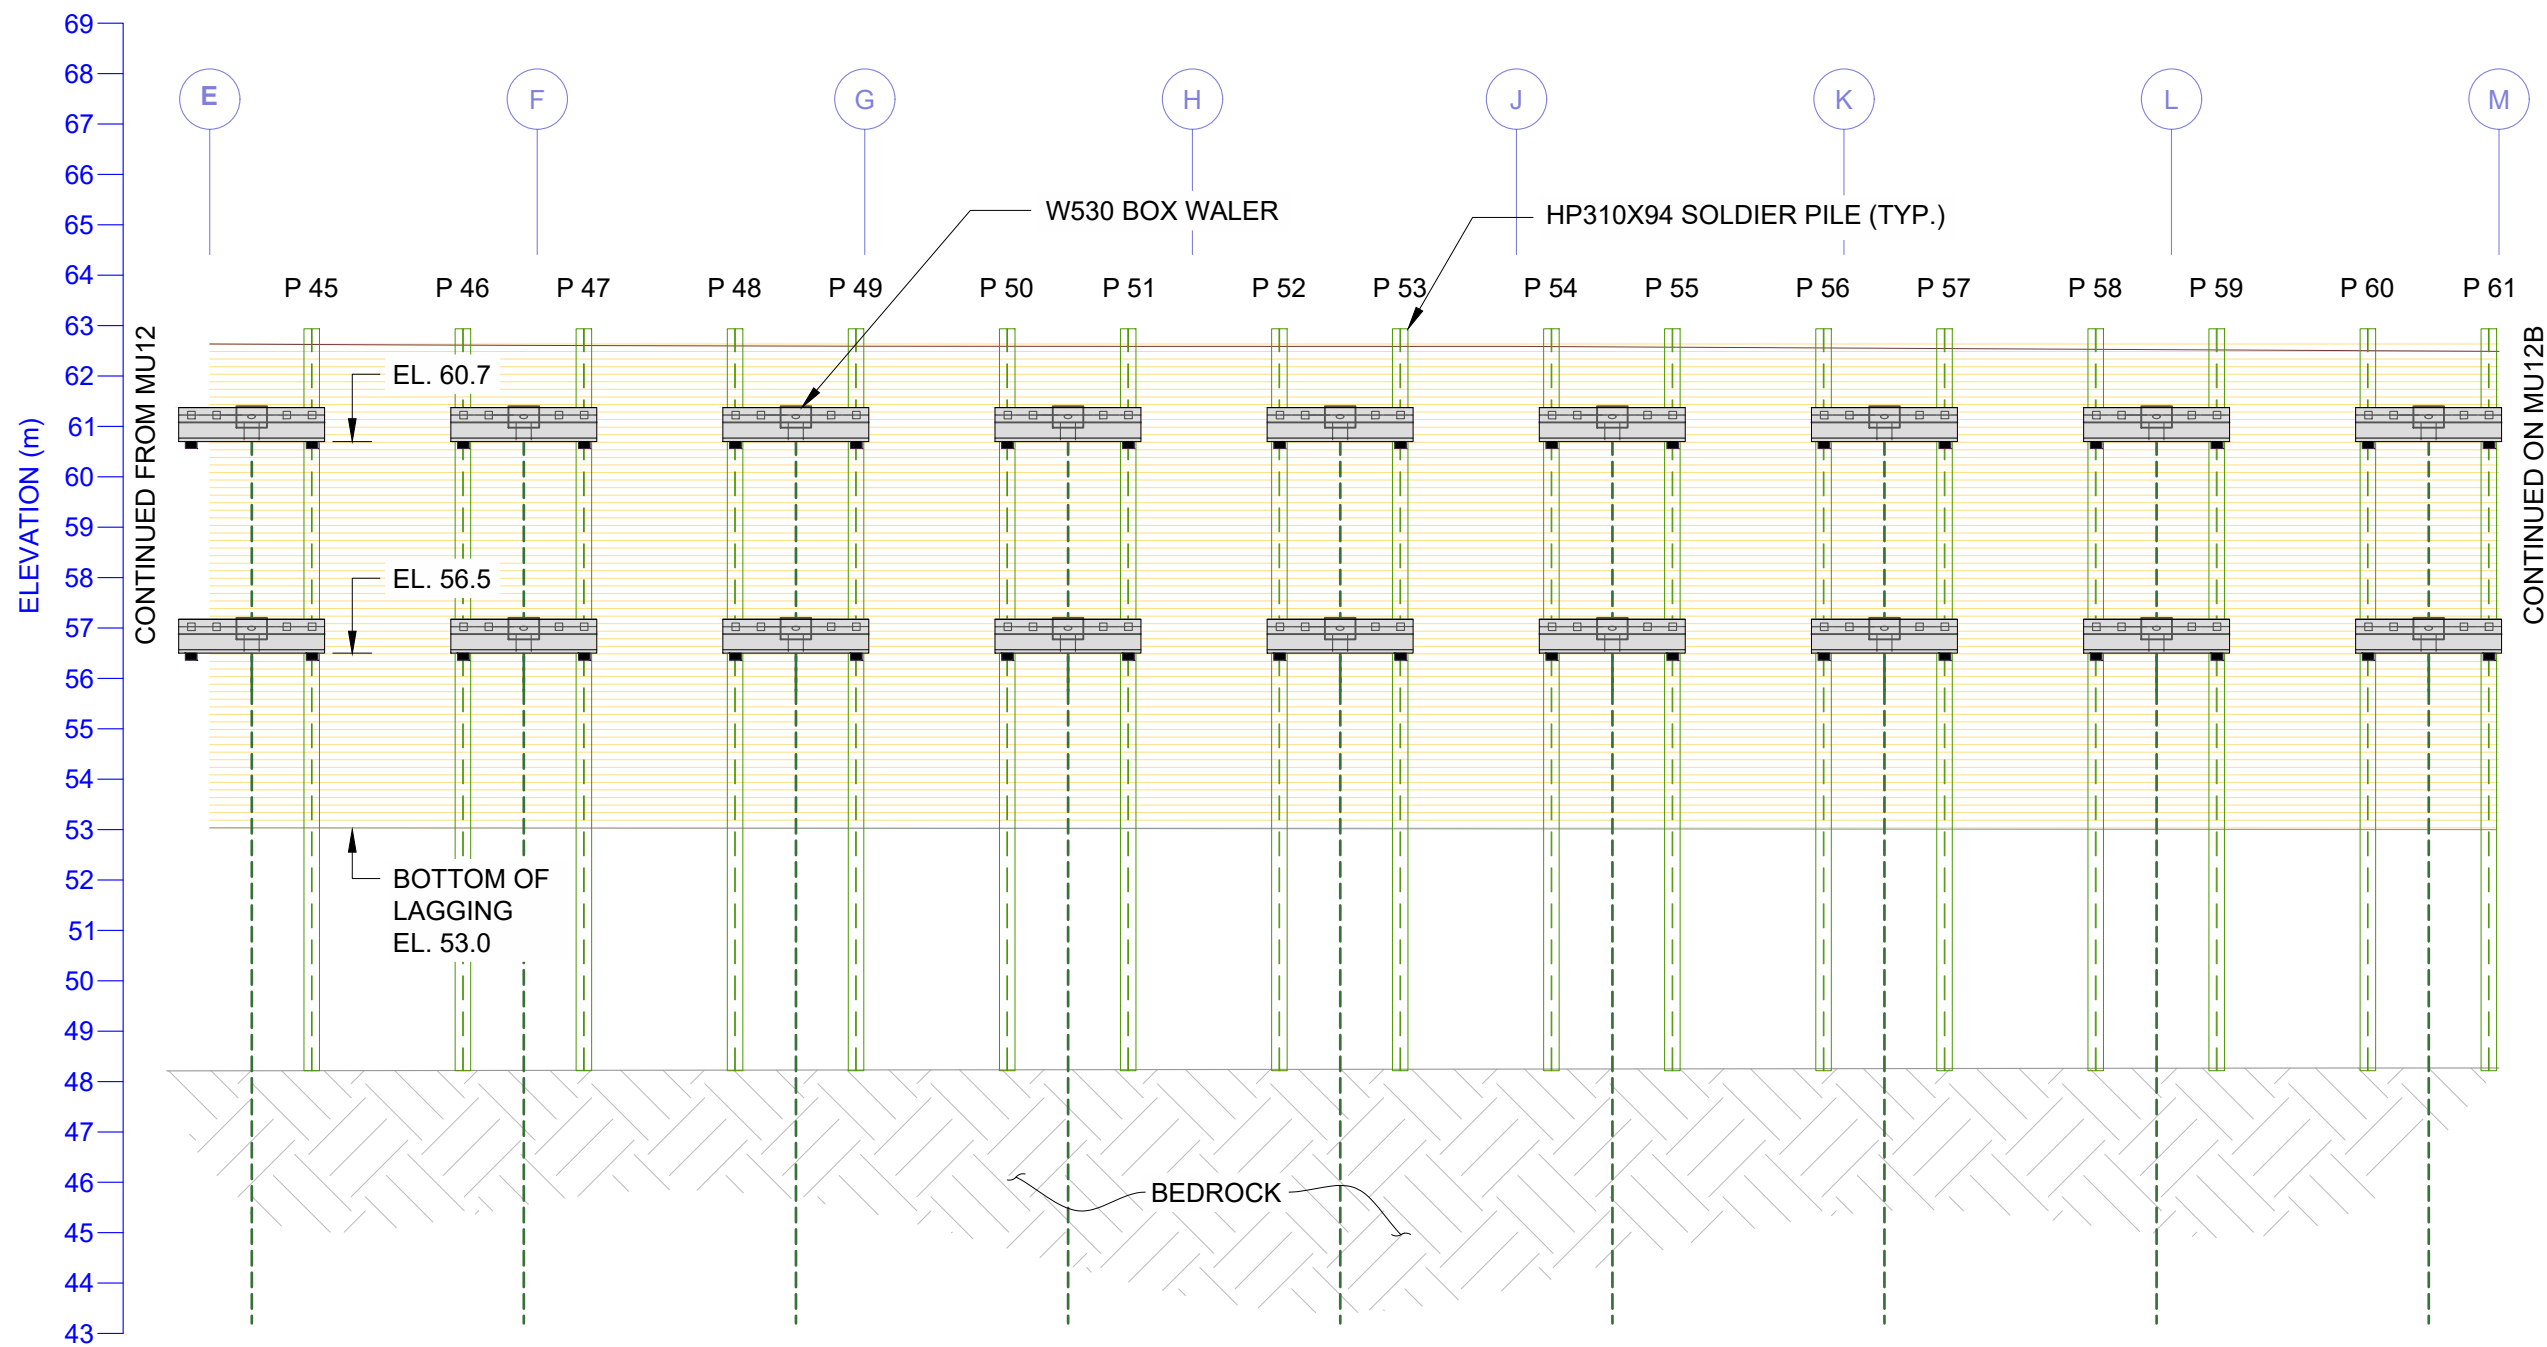 69
68
67
66
65
64
63
62
61
60
59
58
57
56
55
54
53
52
51
50
49
48
47
46
45
44
43
ELEVATION (m)
E
F
G
H
J
K
L
M
W530 BOX WALER
HP310X94 SOLDIER PILE (TYP.)
P 45
P 46
P 47
P 48
P 49
P 50
P 51
P 52
P 53
P 54
P 55
P 56
P 57
P 58
P 59
P 60
P 61
CONTINUED FROM MU12
CONTINUED ON MU12B
EL. 60.7
EL. 56.5
BOTTOM OF
LAGGING
EL. 53.0
BEDROCK